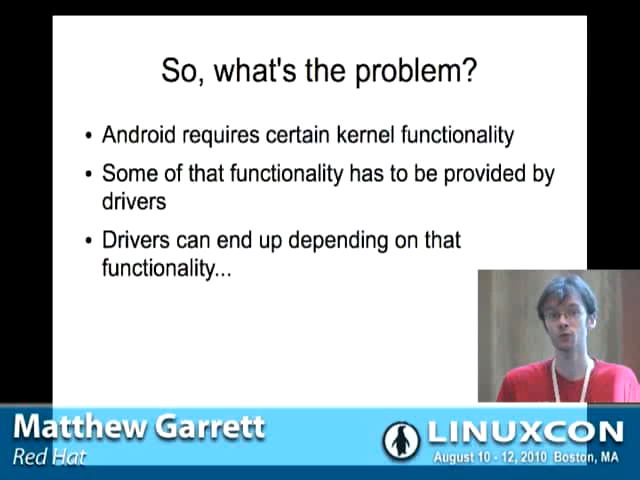 So, what's the problem?
• Android requires certain kernel functionality
• Some of that functionality has to be provided by
drivers
• Drivers can end up depending on that
functionality...
Matthew Garrett
Red Hat
LINUXCON
August 10 - 12, 2010 Boston, MA